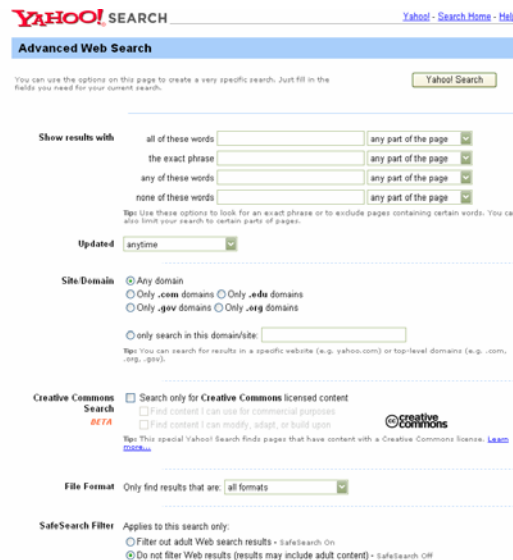 YAHOO! SEARCH
Yahoo! - Search Home - Help
Advanced Web Search
You can use the options on this page to create a very specific search. Just fill in the
fields you need for your current search.
Yahoo! Search
Show results with
all of these words any part of the page
the exact phrase any part of the page
any of these words any part of the page
none of these words any part of the page
Tip: Use these options to look for an exact phrase or to exclude pages containing certain words. You ca
also limit your search to certain parts of pages.
Updated anytime
Site/Domain Any domain
Only .com domains Only .edu domains
Only .gov domains Only .org domains
only search in this domain/site:
Tip: You can search for results in a specific website (e.g. yahoo.com) or top-level domains (e.g. .com,
.org, .gov).
Creative Commons Search only for Creative Commons licensed content
Search Find content I can use for commercial purposes
BETA Find content I can modify, adapt, or build upon
cc creative commons
Tip: This special Yahoo! Search finds pages that have content with a Creative Commons license. Learn
more...
File Format Only find results that are: all formats
SafeSearch Filter Applies to this search only:
Filter out adult Web search results - SafeSearch On
Do not filter Web results (results may include adult content) - SafeSearch Off